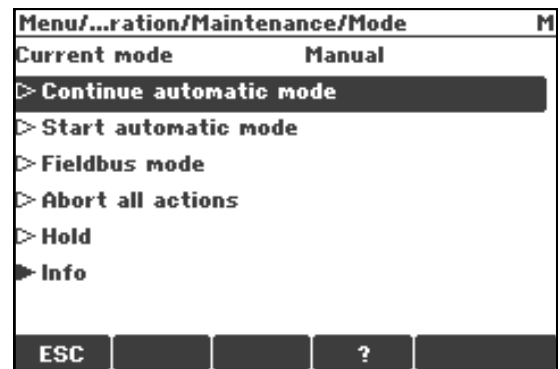 Menu/...ration/Maintenance/Mode M
Current mode Manual
Continue automatic mode
Start automatic mode
Fieldbus mode
Abort all actions
Hold
Info
ESC ?